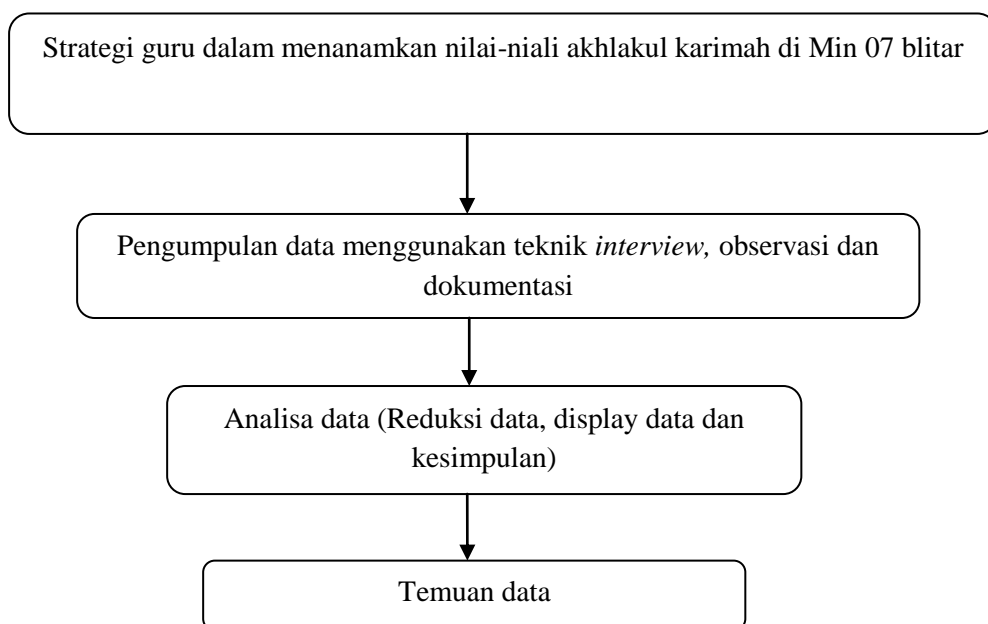 Strategi guru dalam menanamkan nilai-niali akhlakul karimah di Min 07 blitar
Pengumpulan data menggunakan teknik interview, observasi dan
dokumentasi
Analisa data (Reduksi data, display data dan
kesimpulan)
Temuan data